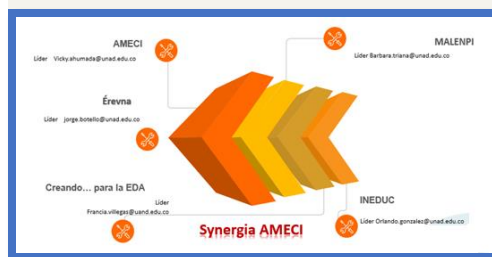 AMECI
Líder Vicky.ahumada@unad.edu.co
MALENPI
Líder Barbara.triana@unad.edu.co
Érevna
Líder jorge.botello@unad.edu.co
Creando... para la EDA
Líder
Francia.villegas@uand.edu.co
INEDUC
Líder Orlando.gonzalez@unad.edu.co
Synergia AMECI